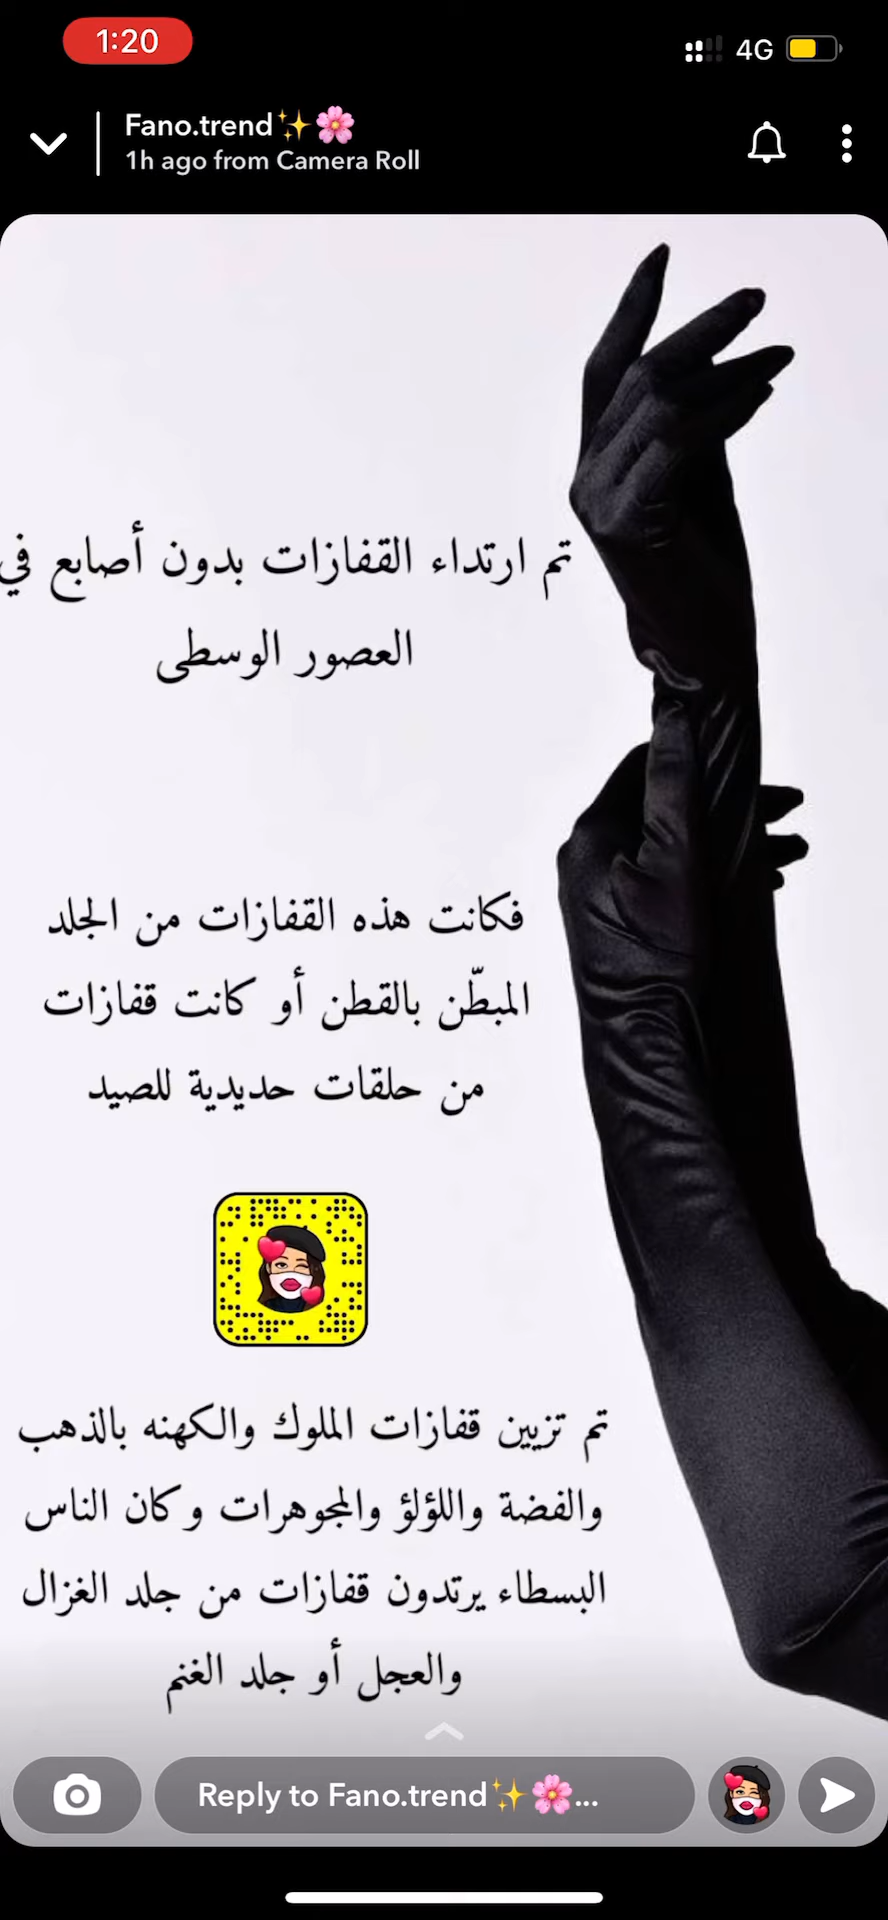 1:20
4G
Fano.trend✨🌸
1h ago from Camera Roll
تم ارتداء القفازات بدون أصابع في
العصور الوسطى
فكانت هذه القفازات من الجلد
المبطّن بالقطن أو كانت قفازات
من حلقات حديدية للصيد
تم تزيين قفازات الملوك والكهنه بالذهب
والفضة واللؤلؤ والمجوهرات وكان الناس
البسطاء يرتدون قفازات من جلد الغزال
والعجل أو جلد الغنم
Reply to Fano.trend✨🌸...